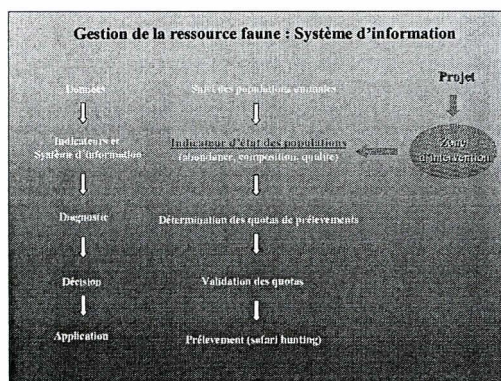 Gestion de la ressource faune : Système d'information
Projet
Données
Suivi des populations animales
Indicateurs et
Système d'information
Indicateur d'état des populations
(abondance, composition, qualité)
Zone
d'intervention
Diagnostic
Détermination des quotas de prélevements
Décision
Validation des quotas
Application
Prélevement (safari hunting)